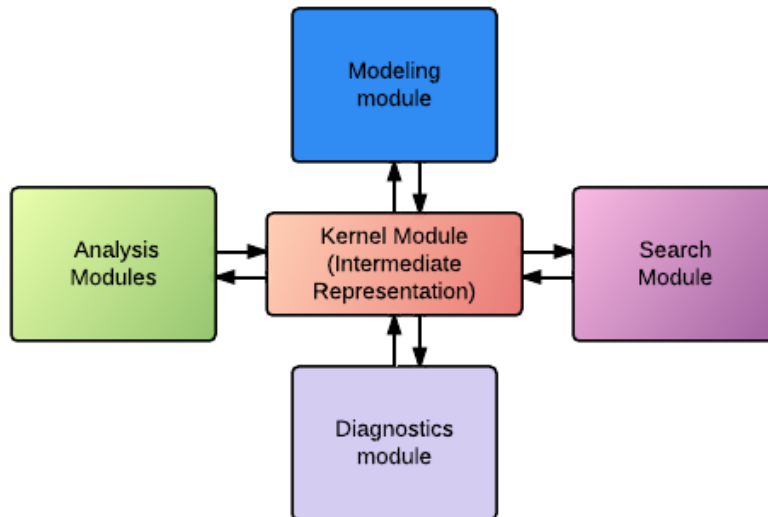 Modeling
module
Analysis
Modules
Kernel Module
(Intermediate
Representation)
Search
Module
Diagnostics
module